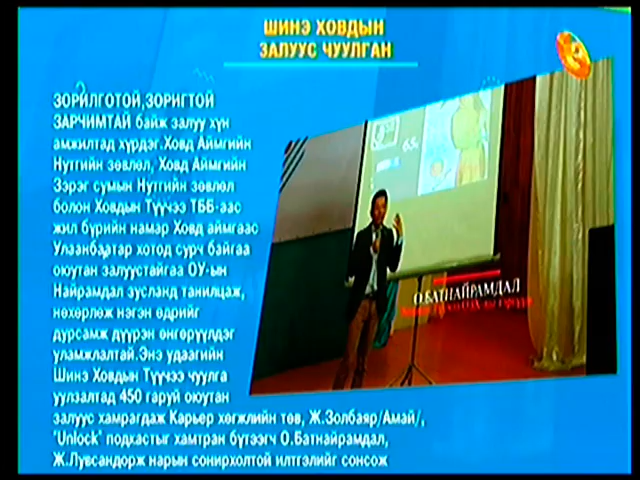 ШИНЭ ХОВДЫН
ЗАЛУУС ЧУУЛГАН
ЗОРИЛГОТОЙ,ЗОРИГТОЙ
ЗАРЧИМТАЙ байж залуу хүн
амжилтад хүрдэг.Ховд Аймгийн
Нутгийн зөвлөл, Ховд Аймгийн
Зэрэг сумын Нутгийн зөвлөл
болон Ховдын Түүчээ ТББ-аас
жил бүрийн намар Ховд аймгаас
Улаанбаатар хотод сурч байгаа
оюутан залуустайгаа ОУ-ын
Найрамдал зусланд танилцаж,
нөхөрлөж нэгэн өдрийг
дурсамж дүүрэн өнгөрүүлдэг
уламжлалтай.Энэ удаагийн
Шинэ Ховдын Түүчээ чуулга
уулзалтад 450 гаруй оюутан
залуус хамрагдаж Карьер хөгжлийн төв, Ж.Золбаяр/Амай/,
"Unlock" подкастыг хамтран бүтээгч О.Батнайрамдал,
Ж.Лувсандорж нарын сонирхолтой илтгэлийг сонсож
О.БАТНАЙРАМДАЛ